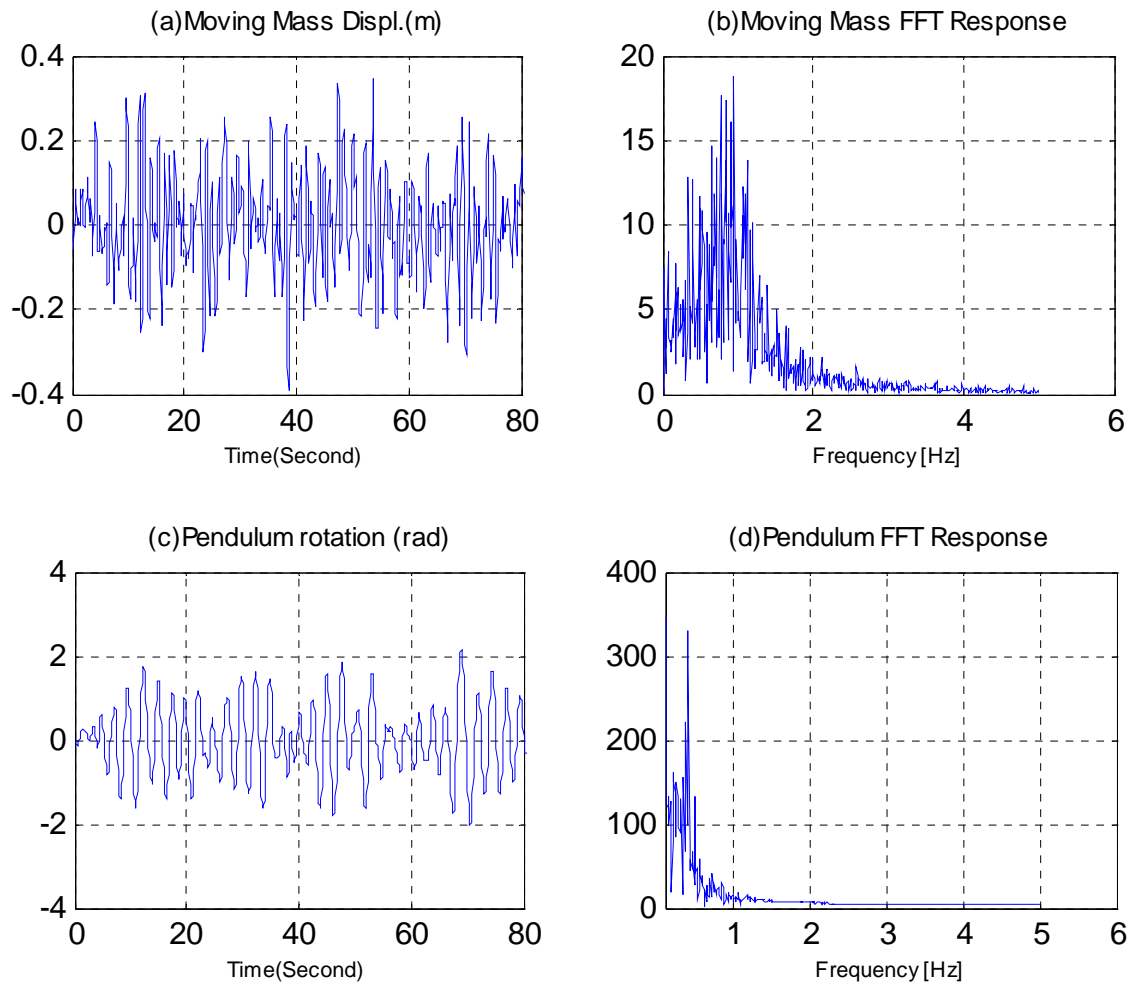 (a)Moving Mass Displ.(m)
0.4
0.2
0
-0.2
-0.4
0 20 40 60 80
Time(Second)
(b)Moving Mass FFT Response
20
15
10
5
0
0 2 4 6
Frequency [Hz]
(c)Pendulum rotation (rad)
4
2
0
-2
-4
0 20 40 60 80
Time(Second)
(d)Pendulum FFT Response
400
300
200
100
0
1 2 3 4 5 6
Frequency [Hz]